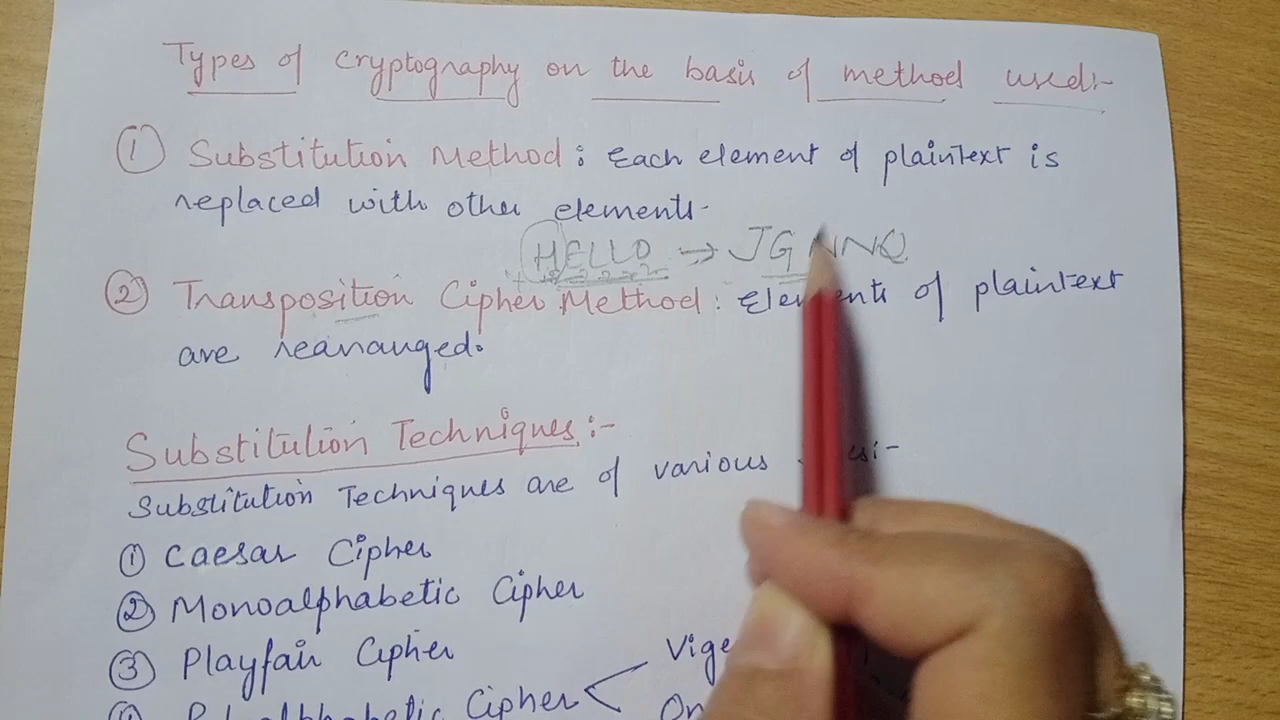 Types of cryptography on the basis of method used:-
① Substitution Method: Each element of plaintext is
replaced with other elements.
HELLO → JGNNQ
② Transposition Cipher Method: Elements of plaintext
are rearranged.
Substitution Techniques:-
Substitution Techniques are of various
① Caesar Cipher
② Monoalphabetic Cipher
③ Playfair Cipher
Cipher